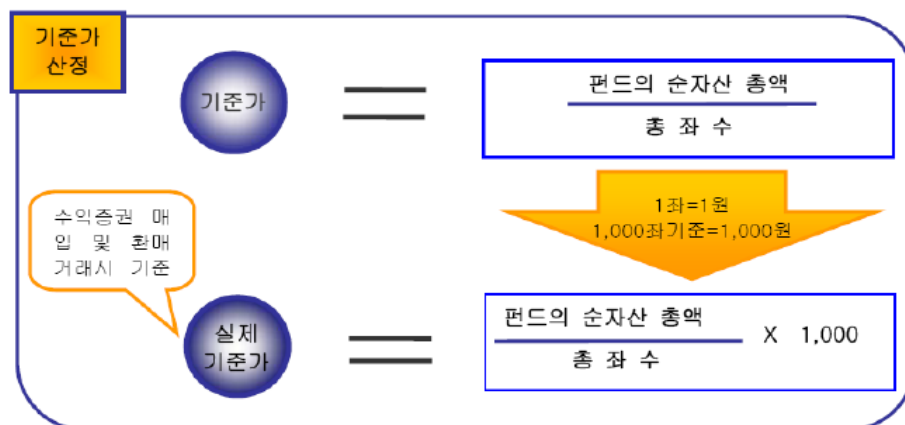 기준가
산정
기준가
펀드의 순자산 총액
총 좌 수
1좌=1원
1,000좌기준=1,000원
수익증권 매
입 및 환매
거래시 기준
실제
기준가
펀드의 순자산 총액
총 좌 수
X 1,000